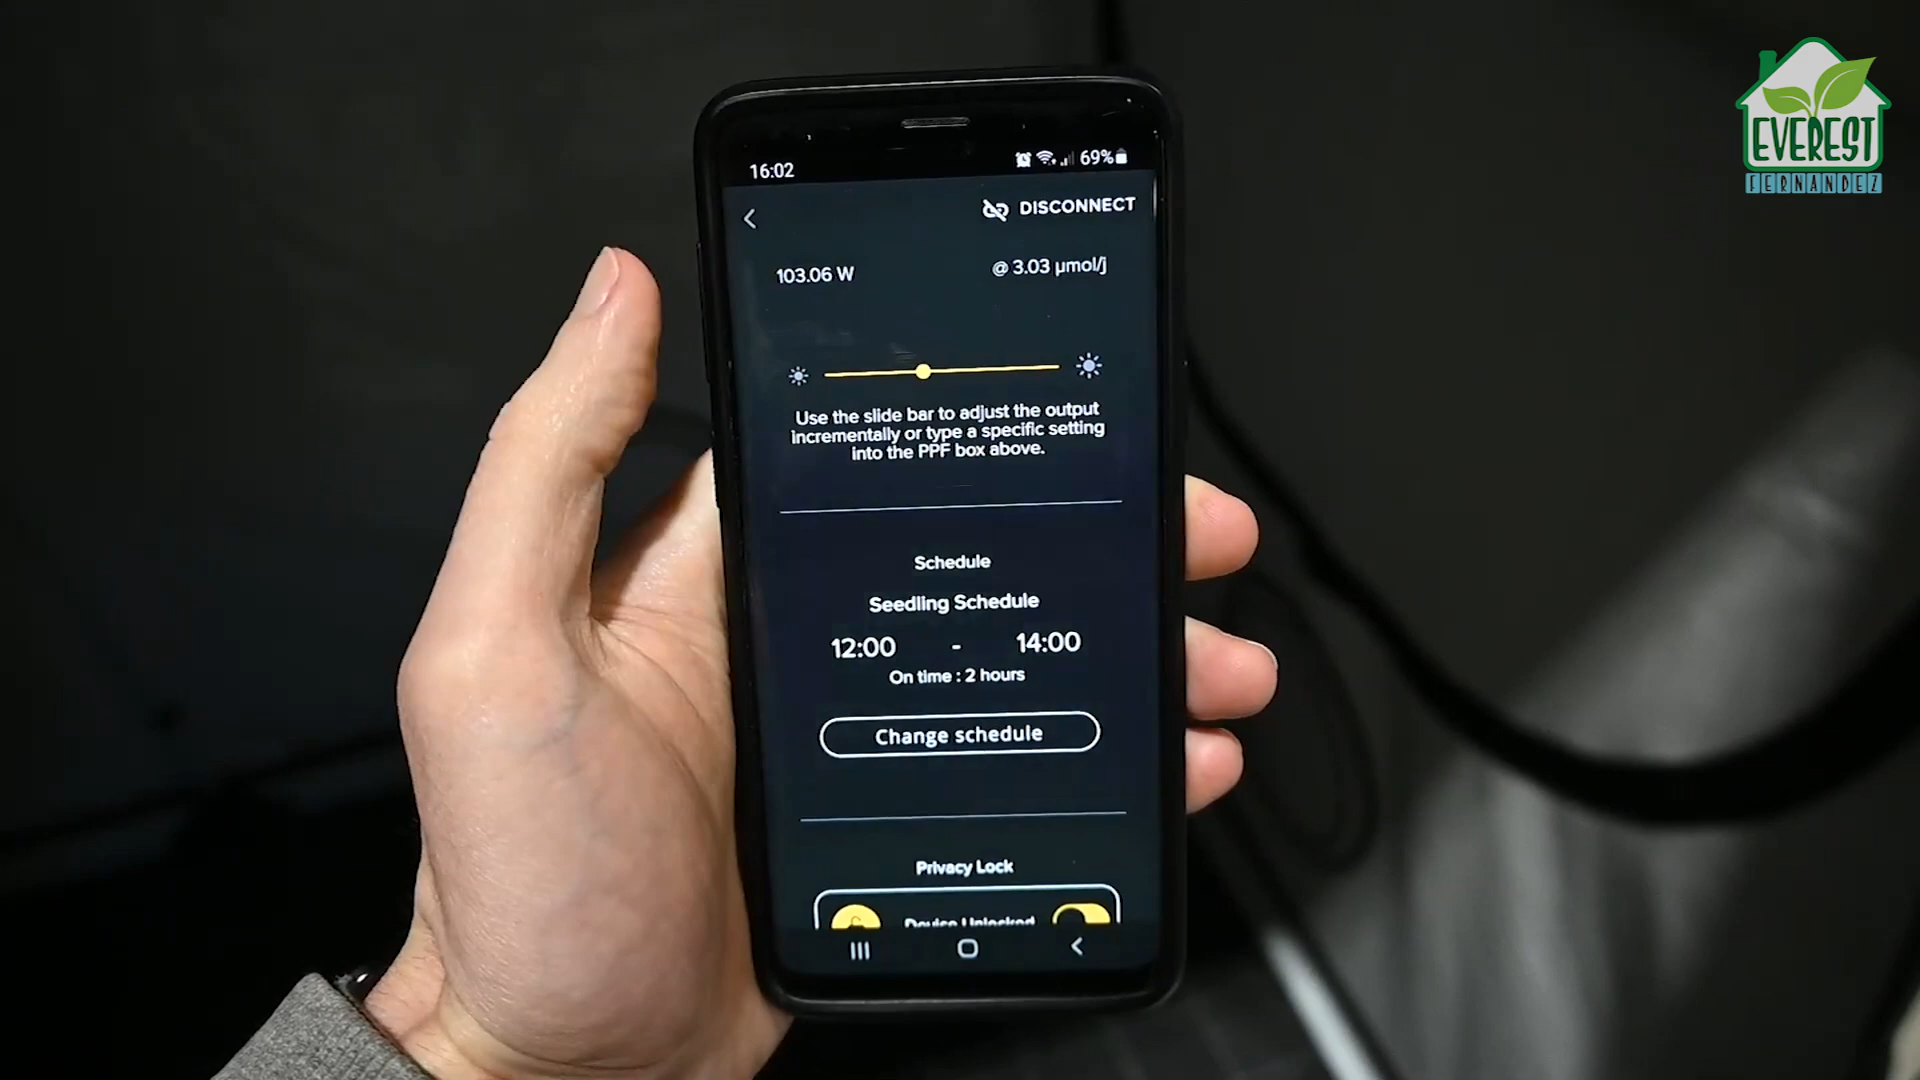 EVEREST
FERNANDEZ
16:02
69%
DISCONNECT
103.06 W
@ 3.03 µmol/j
Use the slide bar to adjust the output
incrementally or type a specific setting
into the PPF box above.
Schedule
Seedling Schedule
12:00 - 14:00
On time : 2 hours
Change schedule
Privacy Lock
Device Unlocked